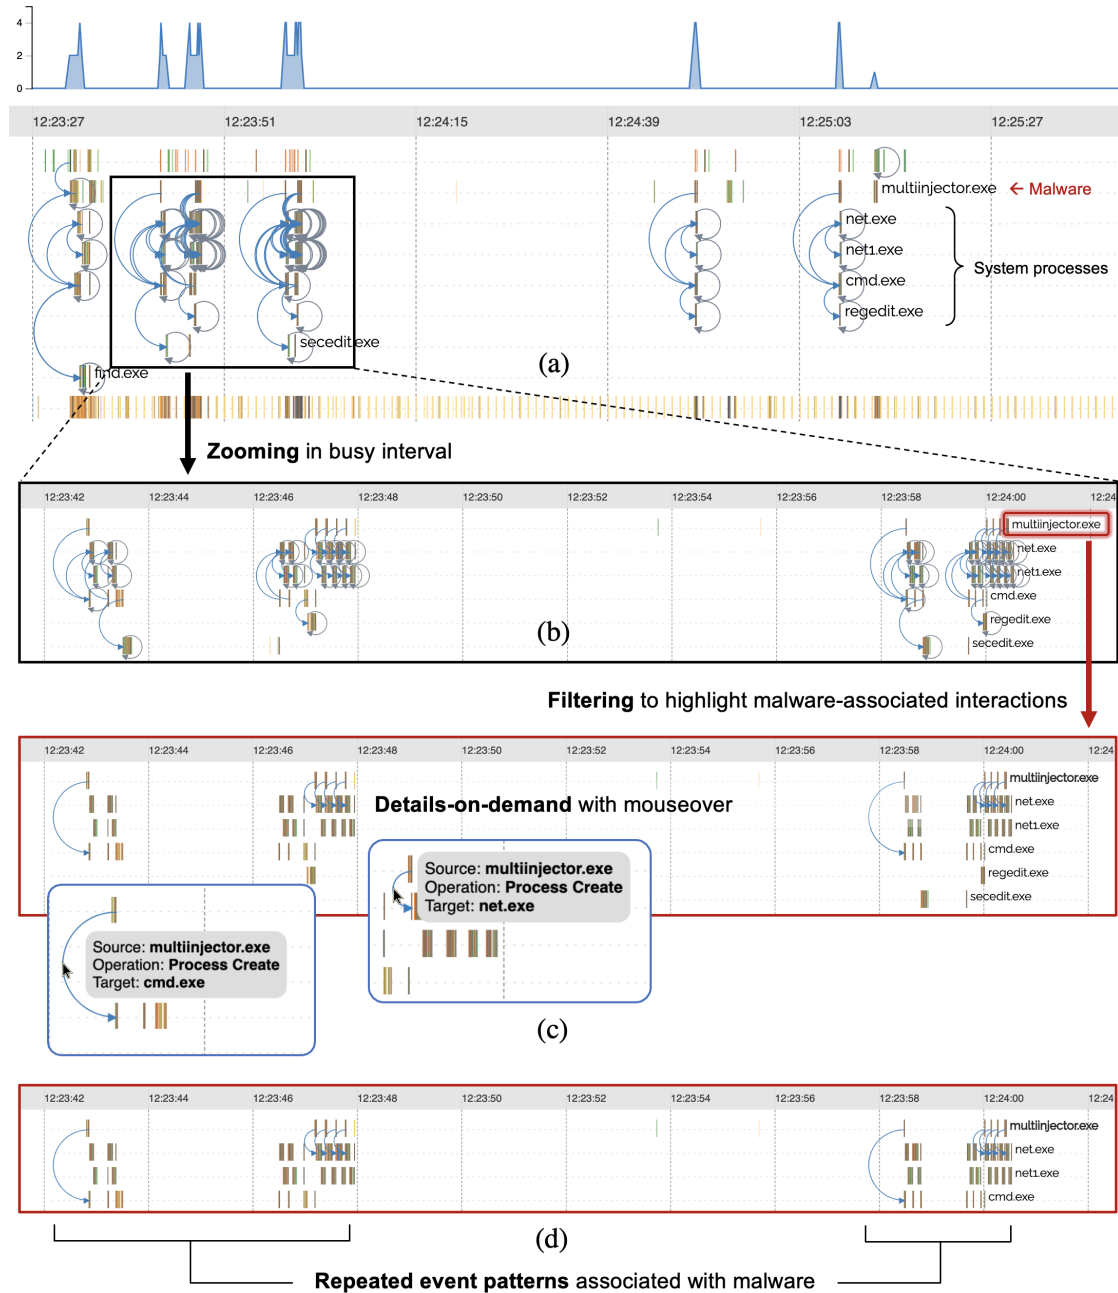 4
2
0
12:23:27 12:23:51 12:24:15 12:24:39 12:25:03 12:25:27
multiinjector.exe ← Malware
net.exe
net1.exe
System processes
cmd.exe
regedit.exe
secedit.exe
(a)
find.exe
Zooming in busy interval
12:23:42 12:23:44 12:23:46 12:23:48 12:23:50 12:23:52 12:23:54 12:23:56 12:23:58 12:24:00 12:24
multiinjector.exe
net.exe
net1.exe
cmd.exe
regedit.exe
(b)
secedit.exe
Filtering to highlight malware-associated interactions
12:23:42 12:23:44 12:23:46 12:23:48 12:23:50 12:23:52 12:23:54 12:23:56 12:23:58 12:24:00 12:24
multiinjector.exe
Details-on-demand with mouseover
net.exe
net1.exe
cmd.exe
regedit.exe
secedit.exe
Source: multiinjector.exe
Operation: Process Create
Target: net.exe
Source: multiinjector.exe
Operation: Process Create
Target: cmd.exe
(c)
12:23:42 12:23:44 12:23:46 12:23:48 12:23:50 12:23:52 12:23:54 12:23:56 12:23:58 12:24:00 12:24
multiinjector.exe
net.exe
net1.exe
cmd.exe
(d)
Repeated event patterns associated with malware